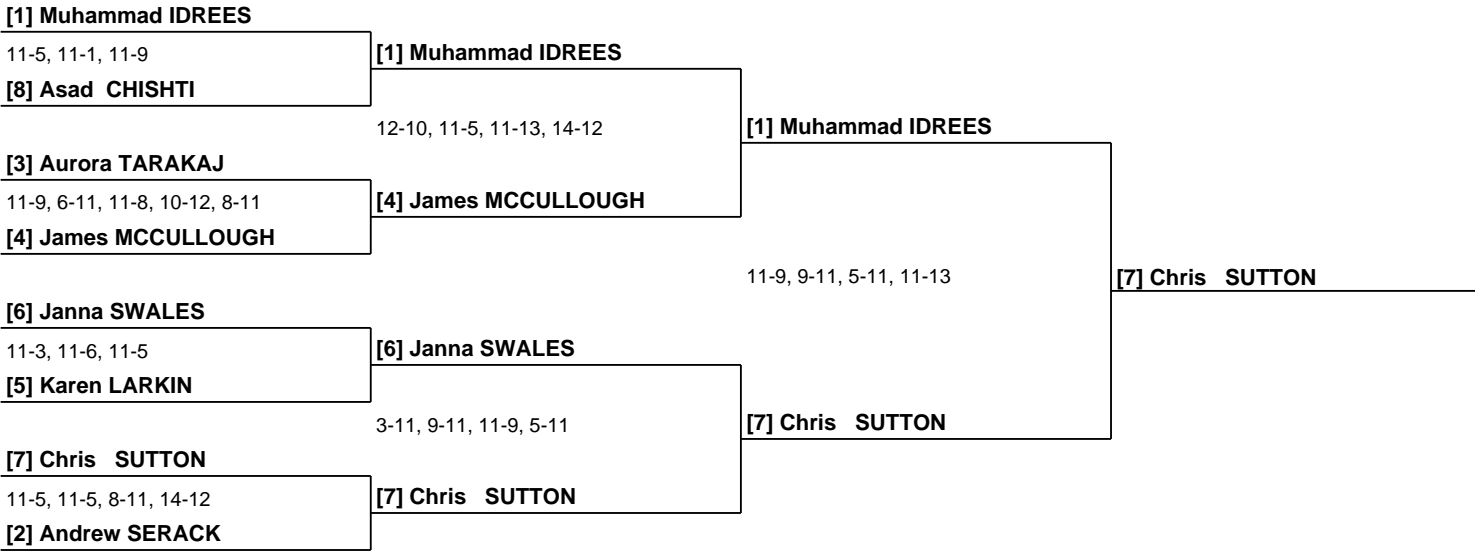 [1] Muhammad IDREES
11-5, 11-1, 11-9
[8] Asad CHISHTI
[1] Muhammad IDREES
12-10, 11-5, 11-13, 14-12
[1] Muhammad IDREES
[3] Aurora TARAKAJ
11-9, 6-11, 11-8, 10-12, 8-11
[4] James MCCULLOUGH
[4] James MCCULLOUGH
11-9, 9-11, 5-11, 11-13
[7] Chris SUTTON
[6] Janna SWALES
11-3, 11-6, 11-5
[5] Karen LARKIN
[6] Janna SWALES
3-11, 9-11, 11-9, 5-11
[7] Chris SUTTON
[7] Chris SUTTON
11-5, 11-5, 8-11, 14-12
[2] Andrew SERACK
[7] Chris SUTTON